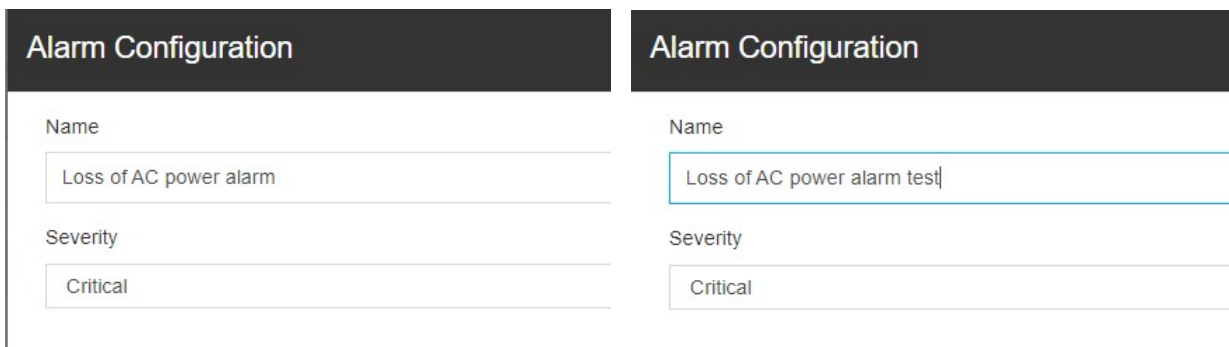 Alarm Configuration
Name
Loss of AC power alarm
Severity
Critical
Alarm Configuration
Name
Loss of AC power alarm test
Severity
Critical